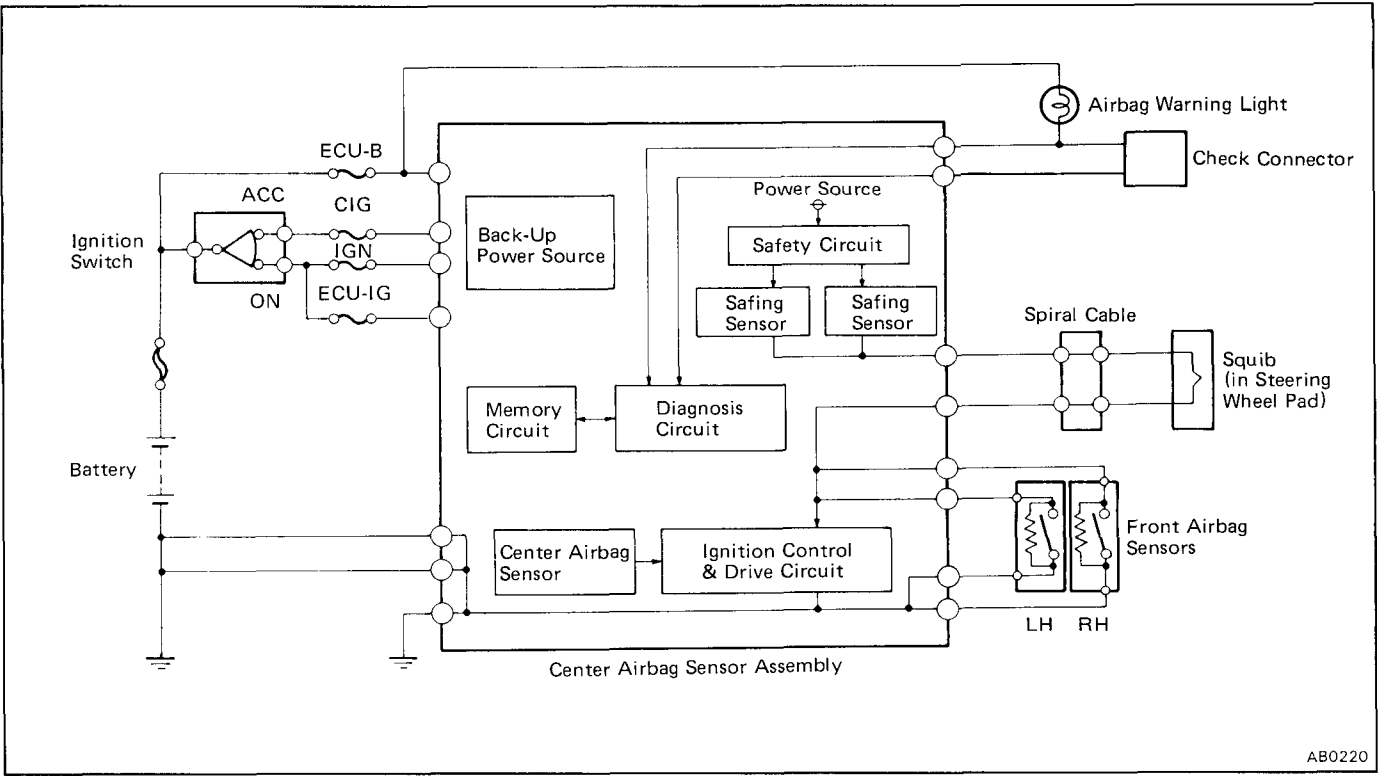 Airbag Warning Light
ECU-B
Check Connector
ACC
CIG
Power Source
Ignition
Switch
Back-Up
Power Source
Safety Circuit
IGN
ON
ECU-IG
Safing
Sensor
Safing
Sensor
Spiral Cable
Squib
(in Steering
Wheel Pad)
Memory
Circuit
Diagnosis
Circuit
Battery
Center Airbag
Sensor
Ignition Control
& Drive Circuit
Front Airbag
Sensors
LH
RH
Center Airbag Sensor Assembly
AB0220